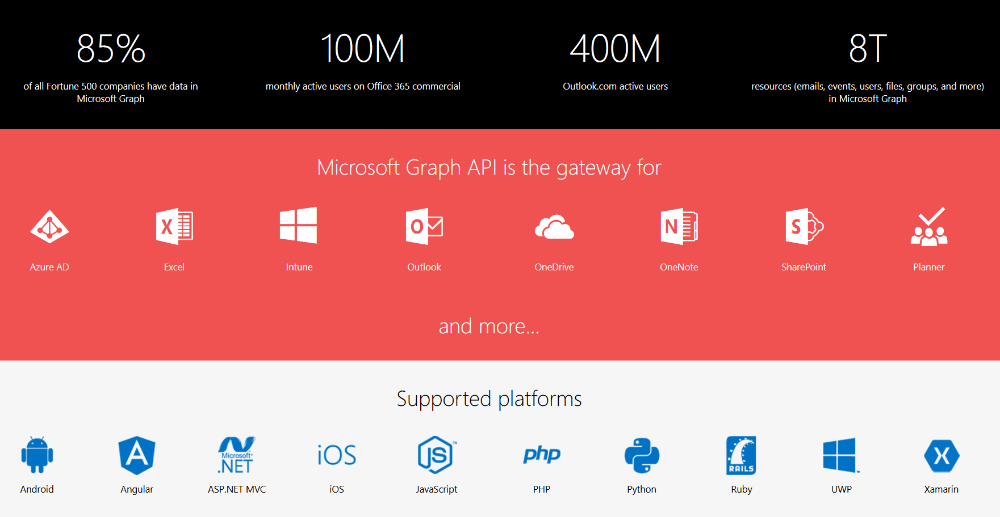 85%
100M
400M
8T
of all Fortune 500 companies have data in
Microsoft Graph
monthly active users on Office 365 commercial
Outlook.com active users
resources (emails, events, users, files, groups, and more)
in Microsoft Graph
Microsoft Graph API is the gateway for
X
O
N
S
Azure AD
Excel
Intune
Outlook
OneDrive
OneNote
SharePoint
Planner
and more...
Supported platforms
A
Microsoft®
.NET
iOS
JS™
php
RAILS
X
Android
Angular
ASP.NET MVC
iOS
JavaScript
PHP
Python
Ruby
UWP
Xamarin